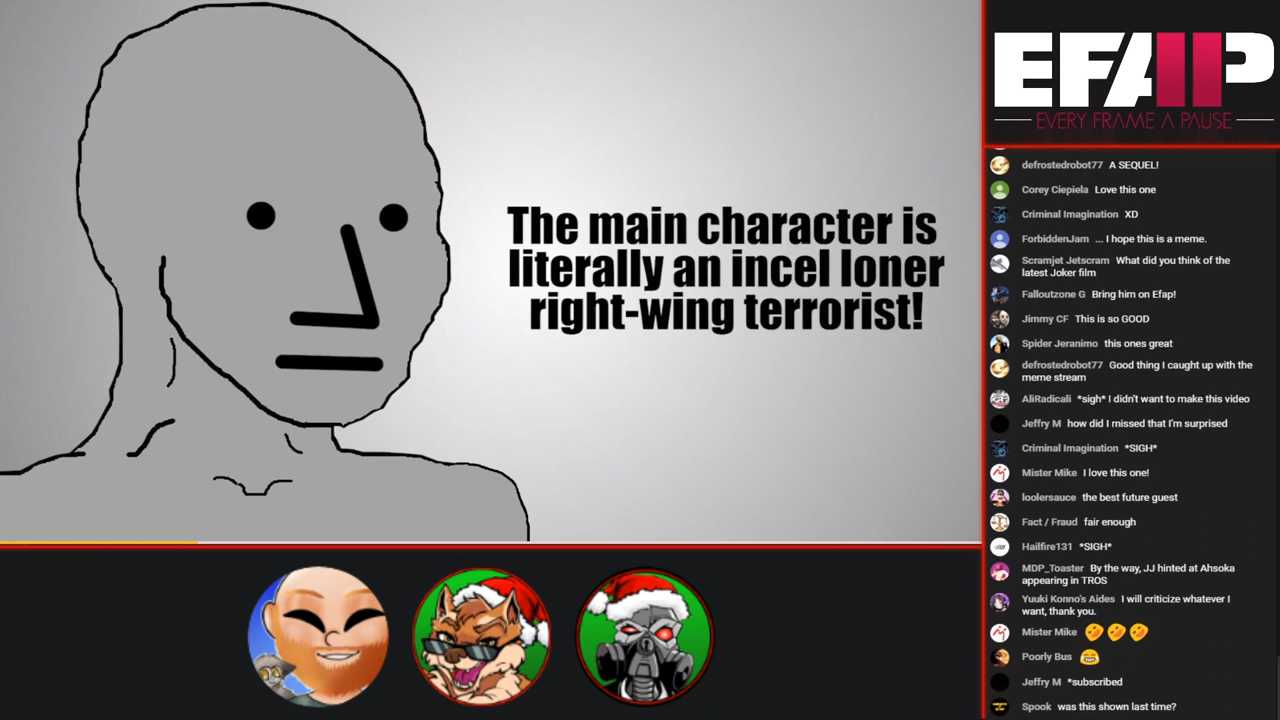 The main character is
literally an incel loner
right-wing terrorist!
EFAP
EVERY FRAME A PAUSE
defrostedrobot77 A SEQUEL!
Corey Ciepiela Love this one
Criminal Imagination XD
ForbiddenJam ... I hope this is a meme.
Scramjet Jetscram What did you think of the
latest Joker film
Falloutzone G Bring him on Efap!
Jimmy CF This is so GOOD
Spider Jeranimo this ones great
defrostedrobot77 Good thing I caught up with the
meme stream
AliRadicali *sigh* I didn't want to make this video
Jeffry M how did I missed that I'm surprised
Criminal Imagination *SIGH*
Mister Mike I love this one!
loolersauce the best future guest
Fact / Fraud fair enough
Hailfire131 *SIGH*
MDP_Toaster By the way, JJ hinted at Ahsoka
appearing in TROS
Yuuki Konno's Aides I will criticize whatever I
want, thank you.
Mister Mike 🤣🤣🤣
Poorly Bus 😁
Jeffry M *subscribed
Spook was this shown last time?